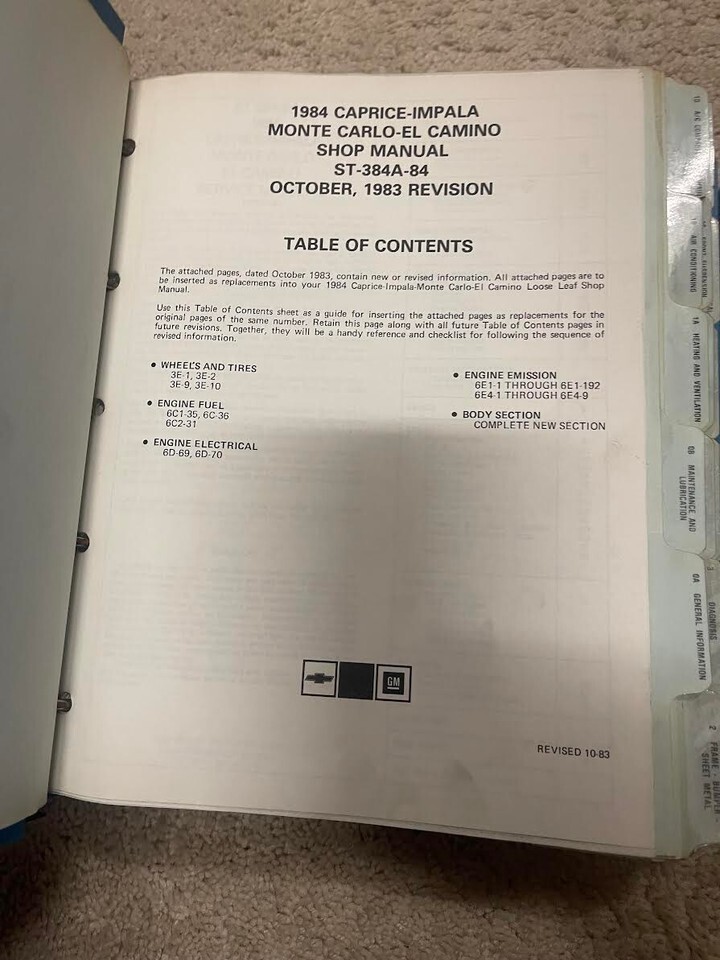 1984 CAPRICE-IMPALA
MONTE CARLO-EL CAMINO
SHOP MANUAL
ST-384A-84
OCTOBER, 1983 REVISION
TABLE OF CONTENTS
The attached pages, dated October 1983, contain new or revised information. All attached pages are to
be inserted as replacements into your 1984 Caprice-Impala-Monte Carlo-El Camino Loose Leaf Shop
Manual.
Use this Table of Contents sheet as a guide for inserting the attached pages as replacements for the
original pages of the same number. Retain this page along with all future Table of Contents pages in
future revisions. Together, they will be a handy reference and checklist for following the sequence of
revised information.
• WHEELS AND TIRES
3E-1, 3E-2
3E-9, 3E-10
• ENGINE FUEL
6C1-35, 6C-36
6C2-31
• ENGINE ELECTRICAL
6D-69, 6D-70
• ENGINE EMISSION
6E1-1 THROUGH 6E1-192
6E4-1 THROUGH 6E4-9
• BODY SECTION
COMPLETE NEW SECTION
GM
REVISED 10-83
1B AIR CONDITIONING
1A HEATING AND VENTILATION
0B MAINTENANCE AND
LUBRICATION
0A GENERAL INFORMATION
DIAGNOSIS
2 FRAME - BUMPER
SHEET METAL